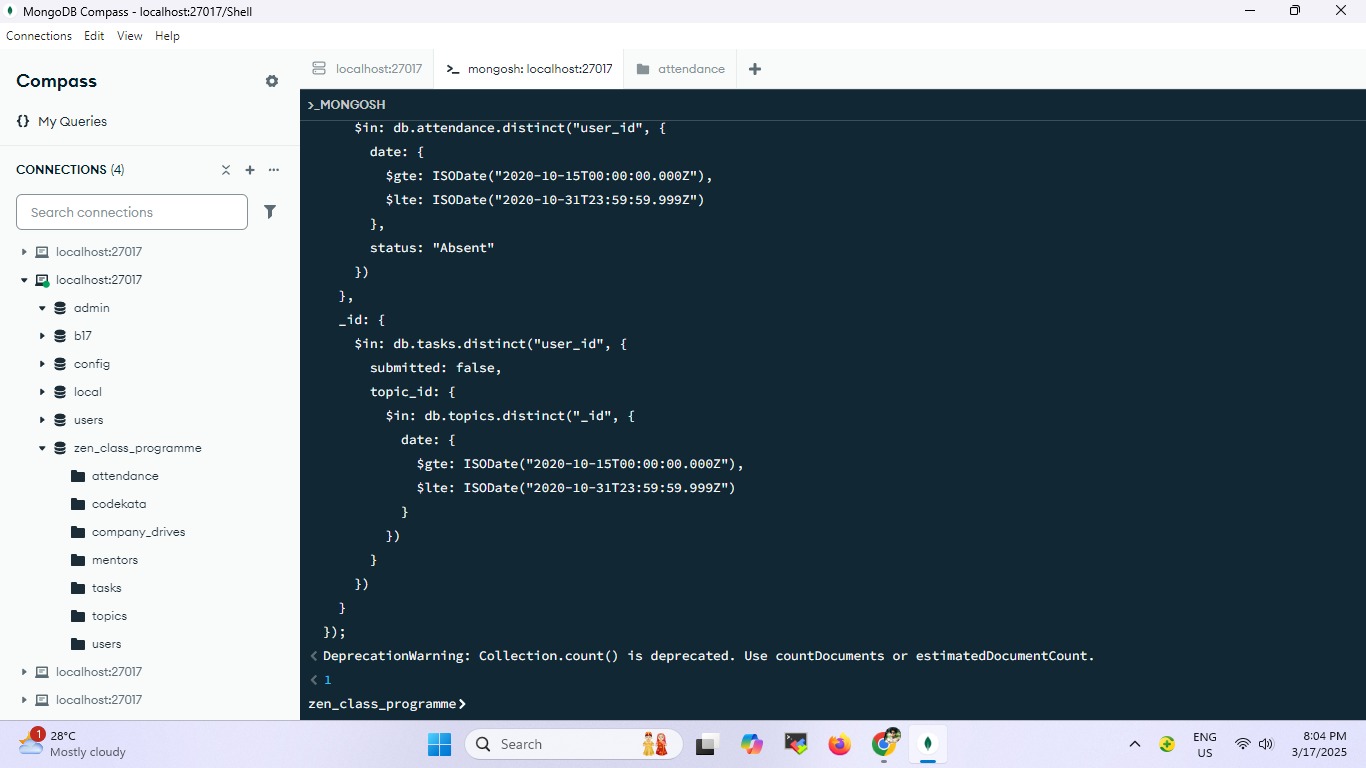 MongoDB Compass - localhost:27017/Shell
Connections Edit View Help
Compass
{} My Queries
CONNECTIONS (4)
Search connections
localhost:27017
localhost:27017
admin
b17
config
local
users
zen_class_programme
attendance
codekata
company_drives
mentors
tasks
topics
users
localhost:27017
localhost:27017
localhost:27017 >_ mongosh: localhost:27017 attendance +
>_MONGOSH
$in: db.attendance.distinct("user_id", {
date: {
$gte: ISODate("2020-10-15T00:00:00.000Z"),
$lte: ISODate("2020-10-31T23:59:59.999Z")
},
status: "Absent"
})
},
_id: {
$in: db.tasks.distinct("user_id", {
submitted: false,
topic_id: {
$in: db.topics.distinct("_id", {
date: {
$gte: ISODate("2020-10-15T00:00:00.000Z"),
$lte: ISODate("2020-10-31T23:59:59.999Z")
}
})
}
})
}
});
< DeprecationWarning: Collection.count() is deprecated. Use countDocuments or estimatedDocumentCount.
< 1
zen_class_programme>
1
28°C
Mostly cloudy
Search
ENG
US
8:04 PM
3/17/2025